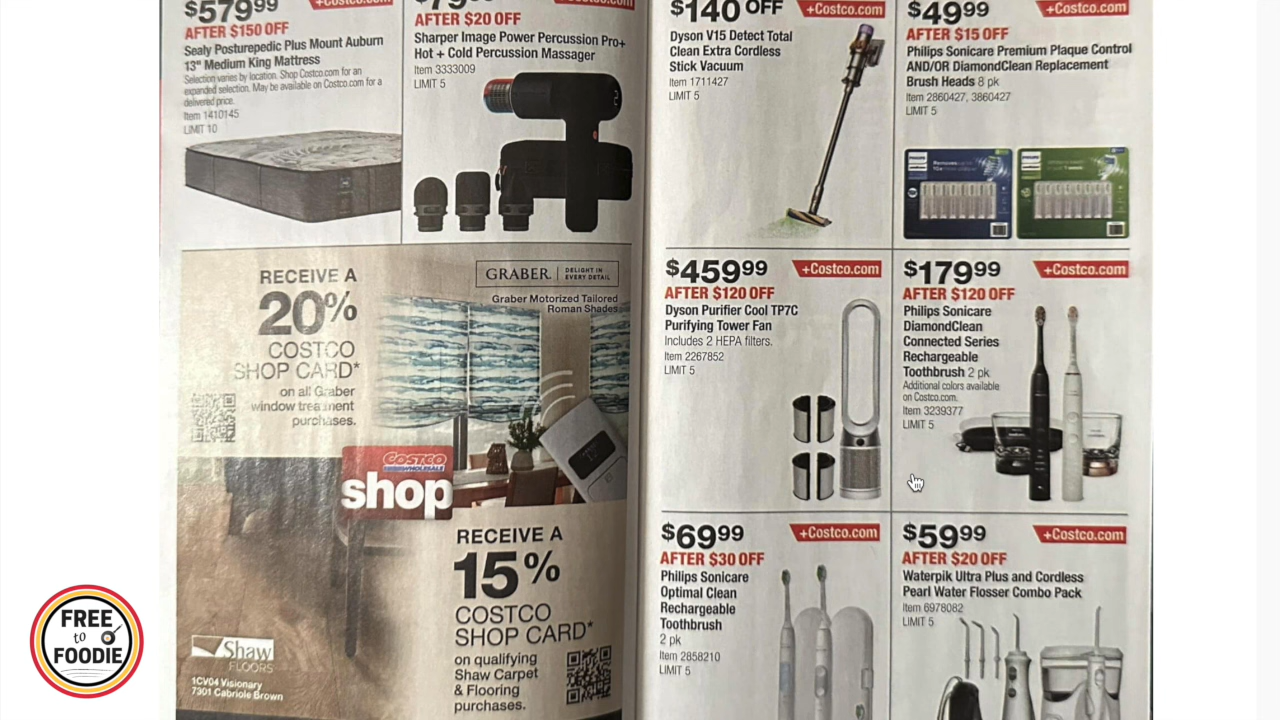 $579.99
+Costco.com
AFTER $150 OFF
Sealy Posturepedic Plus Mount Auburn
13" Medium King Mattress
Selection varies by location. Shop Costco.com for an
expanded selection. May be available on Costco.com for a
delivered price.
Item 1410145
LIMIT 10
$79.99
+Costco.com
AFTER $20 OFF
Sharper Image Power Percussion Pro+
Hot + Cold Percussion Massager
Item 3333009
LIMIT 5
RECEIVE A
20%
COSTCO
SHOP CARD*
on all Graber
window treatment
purchases.
GRABER. | DELIGHT IN
EVERY DETAIL
Graber Motorized Tailored
Roman Shades
COSTCO
WHOLESALE
shop
RECEIVE A
15%
COSTCO
SHOP CARD*
on qualifying
Shaw Carpet
& Flooring
purchases.
Shaw
FLOORS
1CV04 Visionary
7301 Cabriole Brown
$140 OFF
+Costco.com
Dyson V15 Detect Total
Clean Extra Cordless
Stick Vacuum
Item 1711427
LIMIT 5
$49.99
+Costco.com
AFTER $15 OFF
Philips Sonicare Premium Plaque Control
AND/OR DiamondClean Replacement
Brush Heads 8 pk
Item 2860427, 3860427
LIMIT 5
$459.99
+Costco.com
AFTER $120 OFF
Dyson Purifier Cool TP7C
Purifying Tower Fan
Includes 2 HEPA filters.
Item 2267852
LIMIT 5
$179.99
+Costco.com
AFTER $120 OFF
Philips Sonicare
DiamondClean
Connected Series
Rechargeable
Toothbrush 2 pk
Additional colors available
on Costco.com.
Item 3239377
LIMIT 5
$69.99
+Costco.com
AFTER $30 OFF
Philips Sonicare
Optimal Clean
Rechargeable
Toothbrush
2 pk
Item 2858210
LIMIT 5
$59.99
+Costco.com
AFTER $20 OFF
Waterpik Ultra Plus and Cordless
Pearl Water Flosser Combo Pack
Item 6978082
LIMIT 5
FREE
to
FOODIE